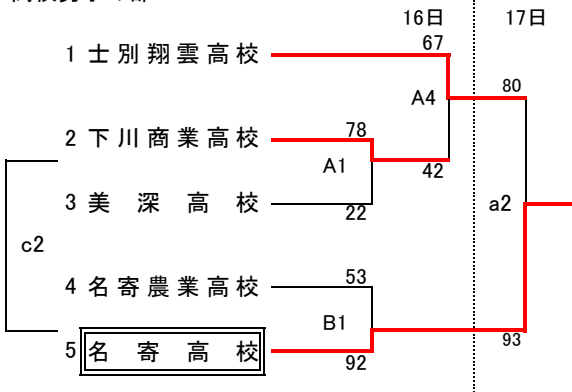 16日 17日
67
1 士別翔雲高校
A4 80
2 下川商業高校 78
A1 42
3 美深高校 22 a2
c2
4 名寄農業高校 53
B1
5 名寄高校 92 93